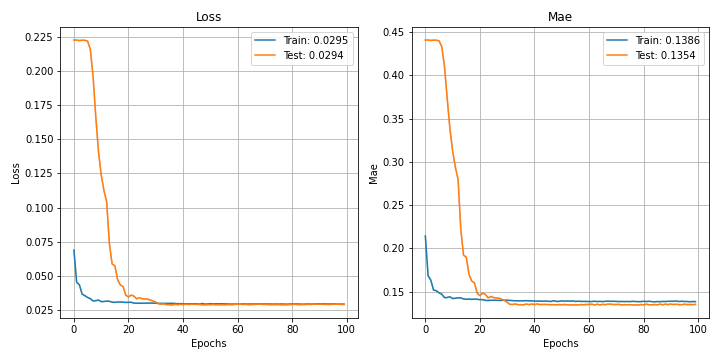 Loss
Train: 0.0295
Test: 0.0294
0.225
0.200
0.175
0.150
0.125
0.100
0.075
0.050
0.025
Loss
0 20 40 60 80 100
Epochs
Mae
Train: 0.1386
Test: 0.1354
0.45
0.40
0.35
0.30
0.25
0.20
0.15
Mae
0 20 40 60 80 100
Epochs